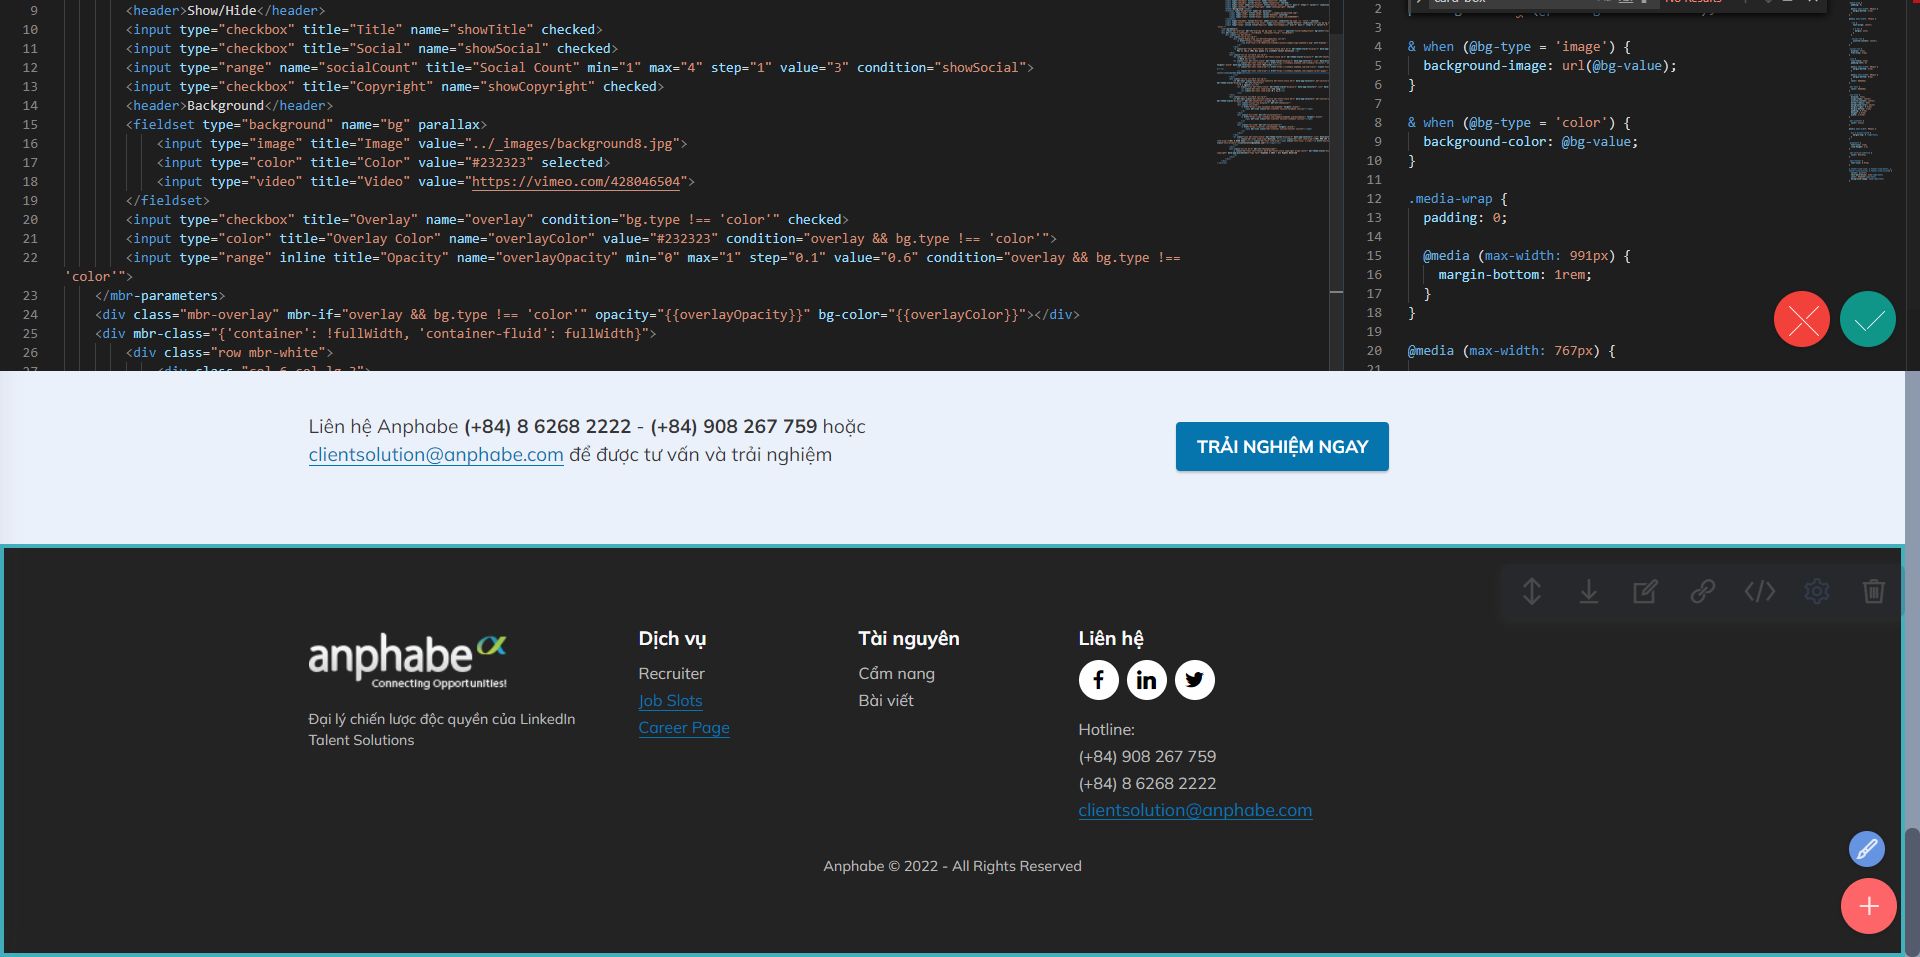 9 <header>Show/Hide</header>
10 <input type="checkbox" title="Title" name="showTitle" checked>
11 <input type="checkbox" title="Social" name="showSocial" checked>
12 <input type="range" name="socialCount" title="Social Count" min="1" max="4" step="1" value="3" condition="showSocial">
13 <input type="checkbox" title="Copyright" name="showCopyright" checked>
14 <header>Background</header>
15 <fieldset type="background" name="bg" parallax>
16 <input type="image" title="Image" value="../_images/background8.jpg">
17 <input type="color" title="Color" value="#232323" selected>
18 <input type="video" title="Video" value="https://vimeo.com/428046504">
19 </fieldset>
20 <input type="checkbox" title="Overlay" name="overlay" condition="bg.type !== 'color'" checked>
21 <input type="color" title="Overlay Color" name="overlayColor" value="#232323" condition="overlay && bg.type !== 'color'">
22 <input type="range" inline title="Opacity" name="overlayOpacity" min="0" max="1" step="0.1" value="0.6" condition="overlay && bg.type !==
'color'">
23 </mbr-parameters>
24 <div class="mbr-overlay" mbr-if="overlay && bg.type !== 'color'" opacity="{{overlayOpacity}}" bg-color="{{overlayColor}}"></div>
25 <div mbr-class="{'container': !fullWidth, 'container-fluid': fullWidth}">
26 <div class="row mbr-white">
27 <div class="col-6 col-lg-3">
2
3
4 & when (@bg-type = 'image') {
5 background-image: url(@bg-value);
6 }
7
8 & when (@bg-type = 'color') {
9 background-color: @bg-value;
10 }
11
12 .media-wrap {
13 padding: 0;
14
15 @media (max-width: 991px) {
16 margin-bottom: 1rem;
17 }
18 }
19
20 @media (max-width: 767px) {
21
Liên hệ Anphabe (+84) 8 6268 2222 - (+84) 908 267 759 hoặc
clientsolution@anphabe.com để được tư vấn và trải nghiệm
TRẢI NGHIỆM NGAY
anphabe
Connecting Opportunities!
Đại lý chiến lược độc quyền của LinkedIn
Talent Solutions
Dịch vụ
Recruiter
Job Slots
Career Page
Tài nguyên
Cẩm nang
Bài viết
Liên hệ
Hotline:
(+84) 908 267 759
(+84) 8 6268 2222
clientsolution@anphabe.com
Anphabe © 2022 - All Rights Reserved